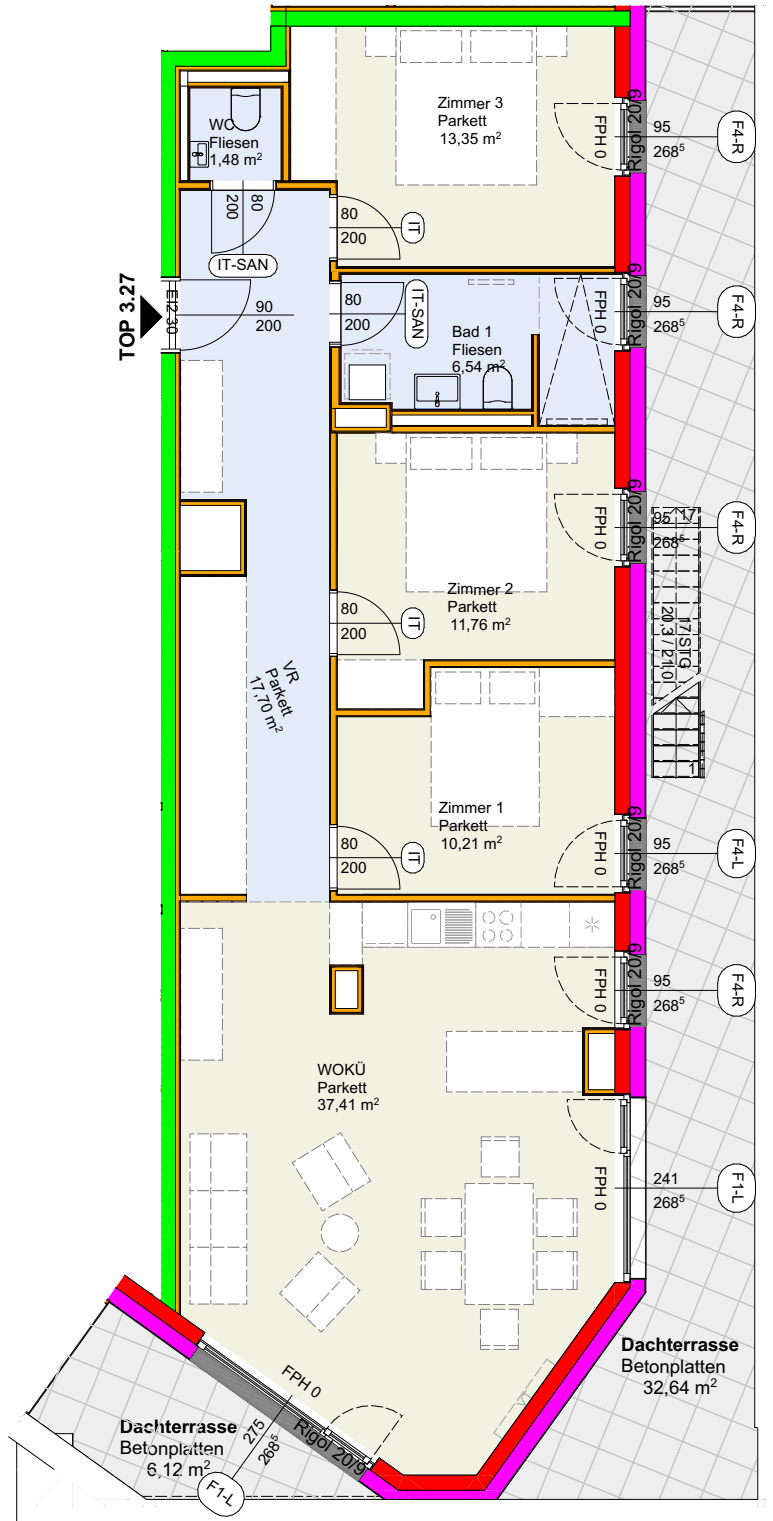 Zimmer 3
Parkett
13,35 m²
FPH 0
Rigol 20/9
95
268⁵
F4-R
WC
Fliesen
1,48 m²
80
200
IT-SAN
80
200
IT
TOP 3.27
EI2 30
90
200
80
200
IT-SAN
Bad 1
Fliesen
6,54 m²
FPH 0
Rigol 20/9
95
268⁵
F4-R
Zimmer 2
Parkett
11,76 m²
80
200
IT
FPH 0
Rigol 20/9
95
268⁵
F4-R
17
17 STG
20,3 / 21,0
1
VR
Parkett
17,70 m²
Zimmer 1
Parkett
10,21 m²
80
200
IT
FPH 0
Rigol 20/9
95
268⁵
F4-L
FPH 0
Rigol 20/9
95
268⁵
F4-R
WOKÜ
Parkett
37,41 m²
FPH 0
241
268⁵
F1-L
Dachterrasse
Betonplatten
32,64 m²
FPH 0
275
268⁵
Rigol 20/9
F1-L
Dachterrasse
Betonplatten
6,12 m²
TV